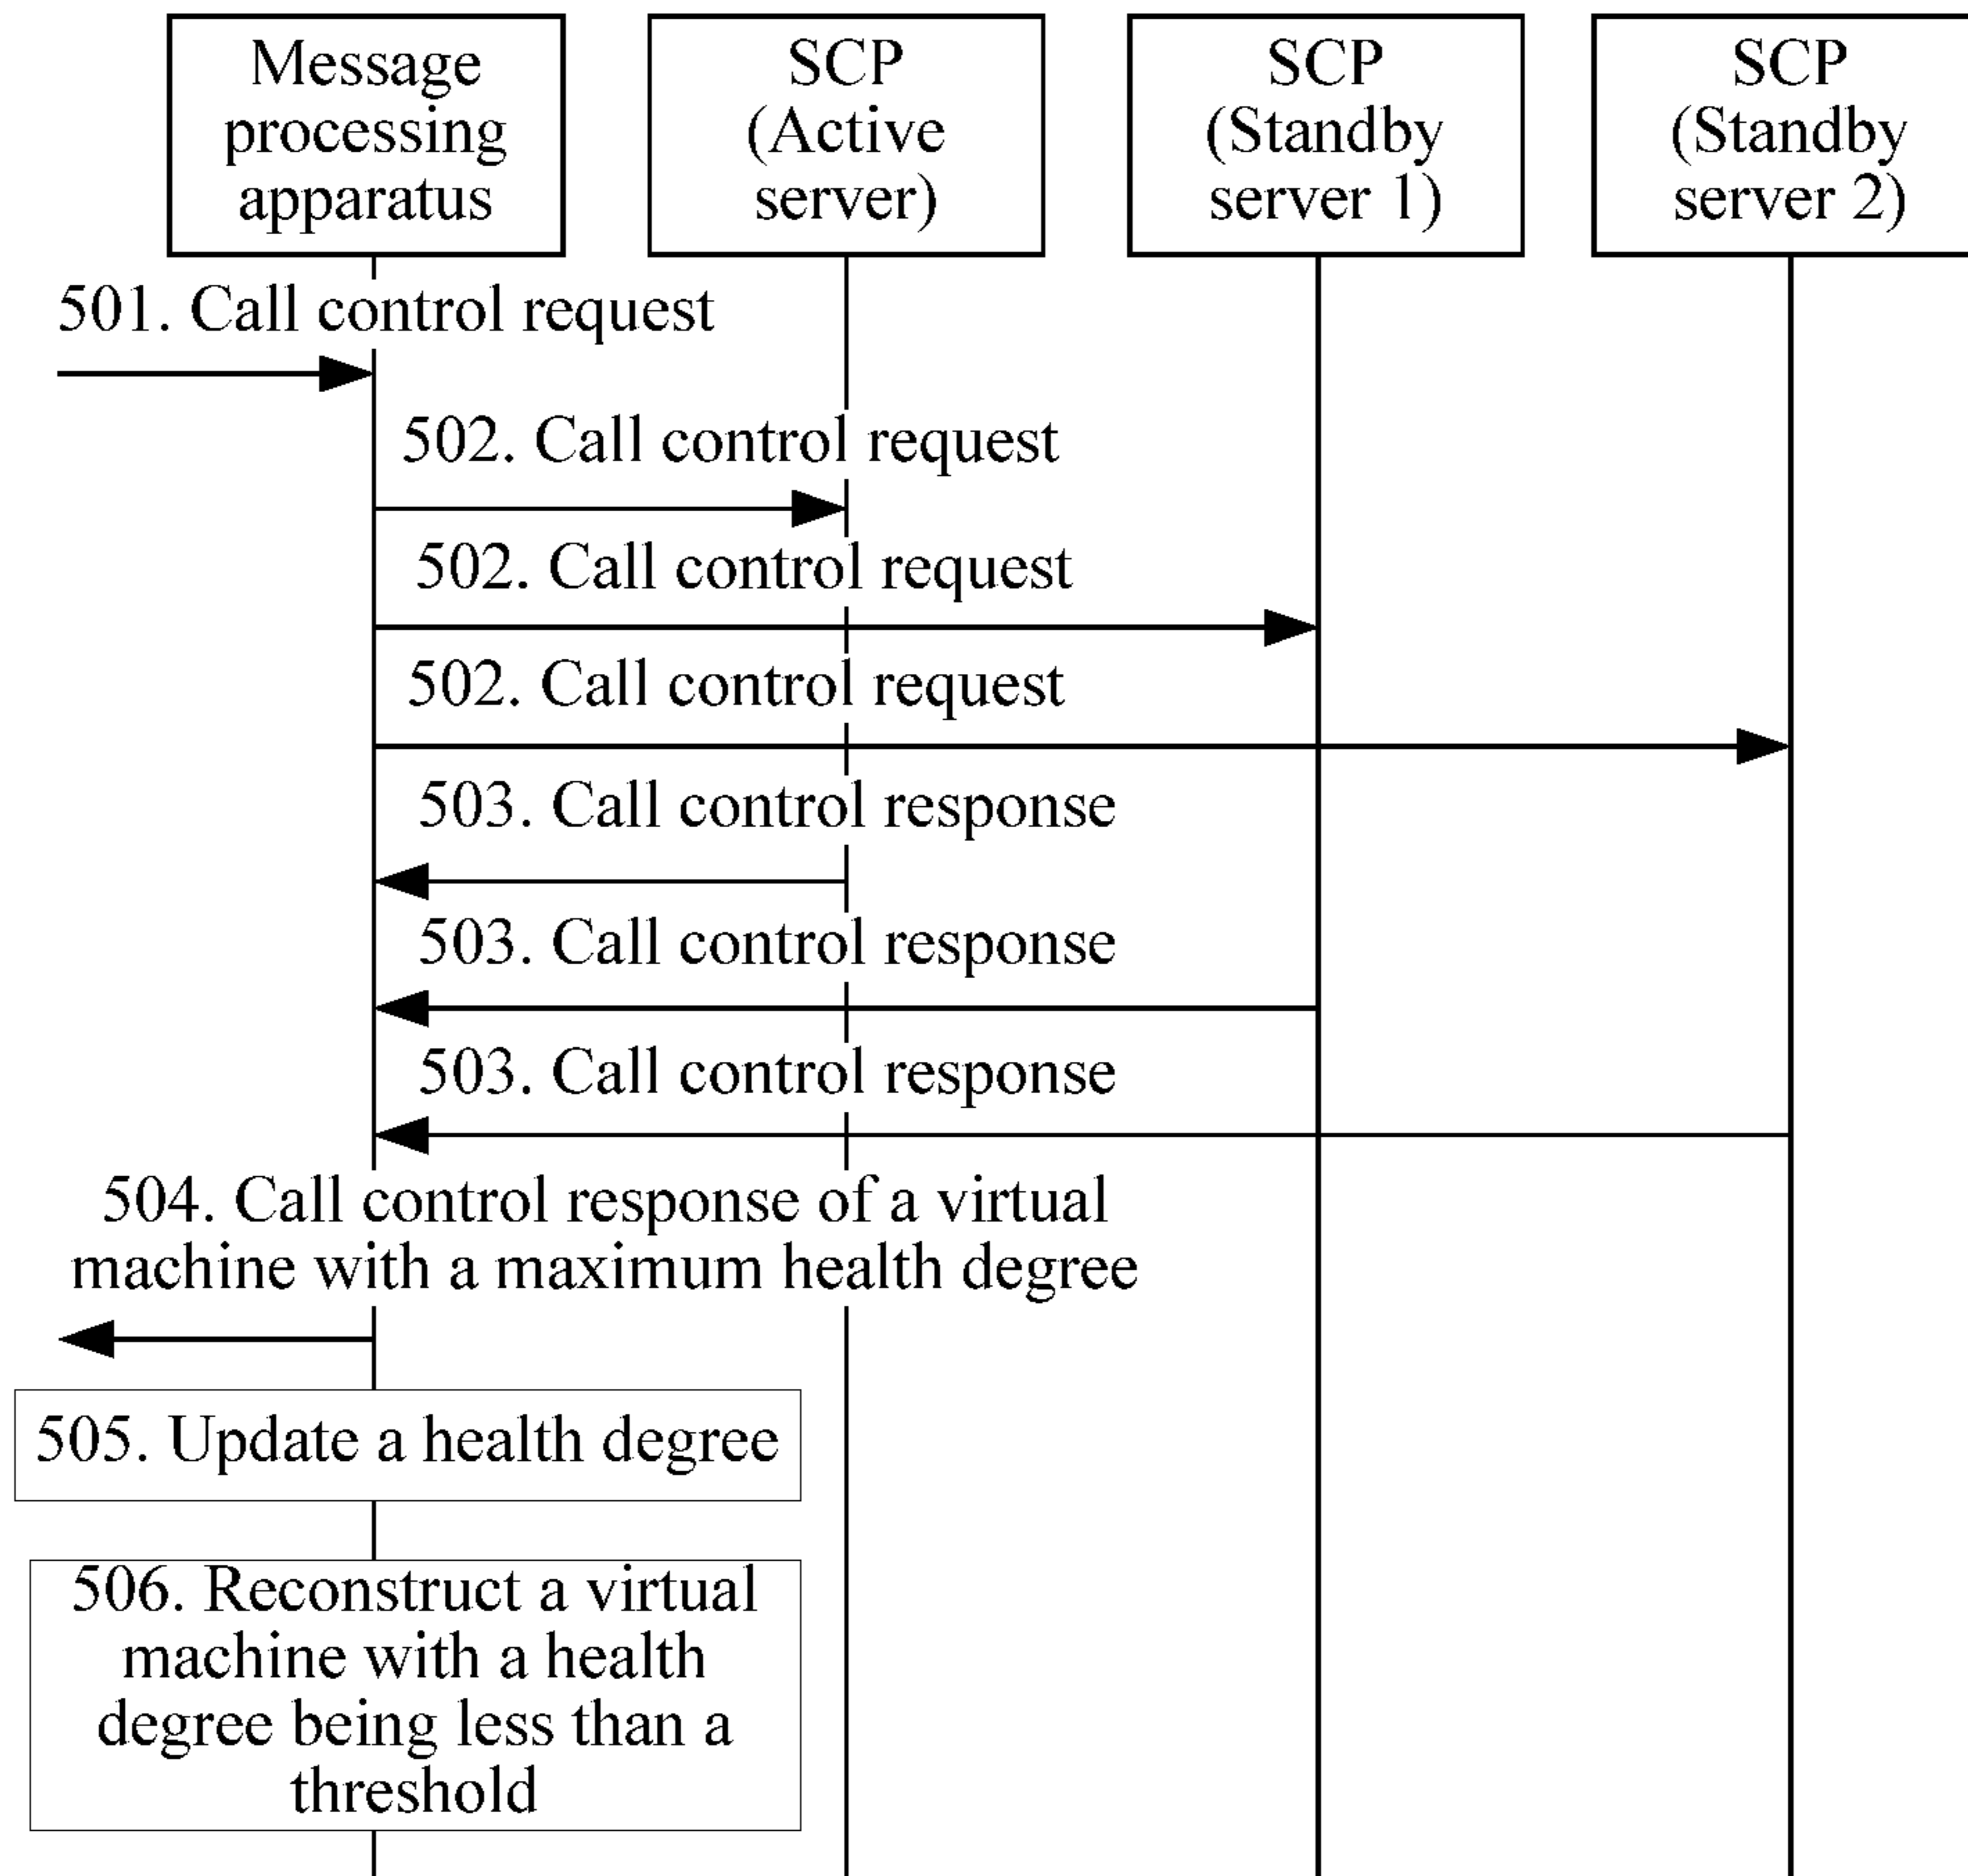 Message
processing
apparatus
SCP
(Active
server)
SCP
(Standby
server 1)
SCP
(Standby
server 2)
501. Call control request
502. Call control request
502. Call control request
502. Call control request
503. Call control response
503. Call control response
503. Call control response
504. Call control response of a virtual
machine with a maximum health degree
505. Update a health degree
506. Reconstruct a virtual
machine with a health
degree being less than a
threshold